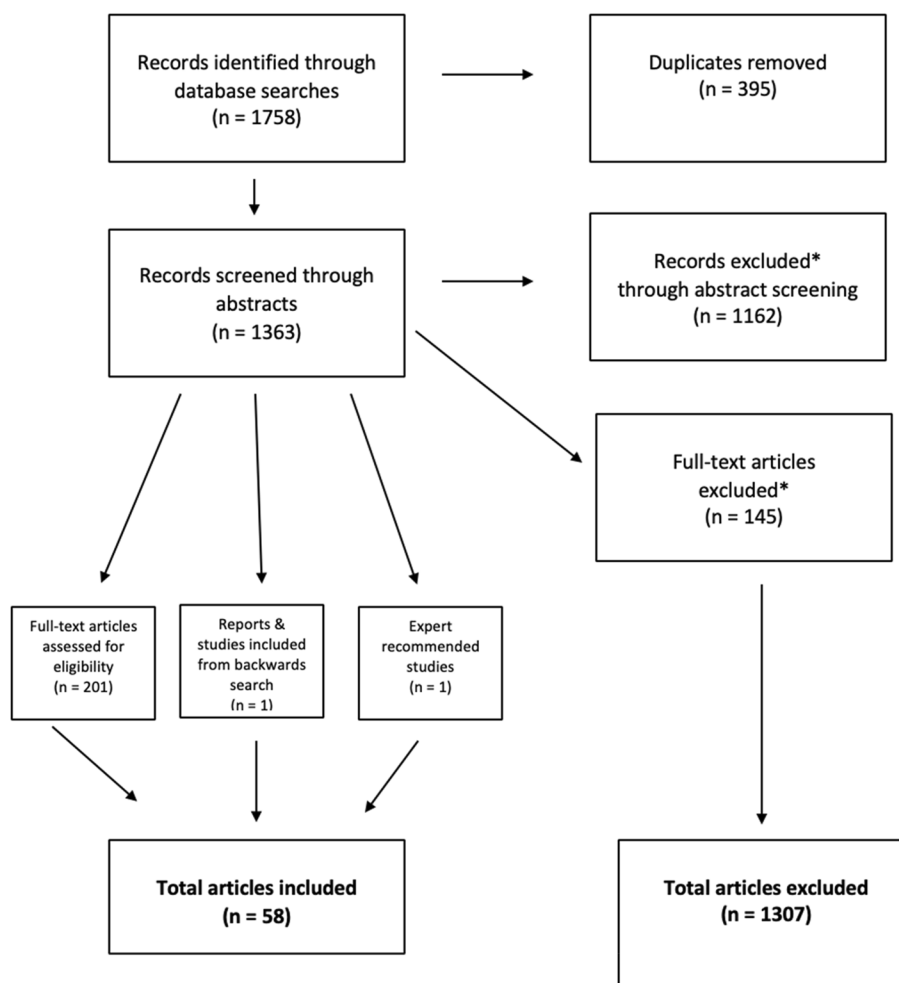 Records identified through
database searches
(n = 1758)
Duplicates removed
(n = 395)
Records screened through
abstracts
(n = 1363)
Records excluded*
through abstract screening
(n = 1162)
Full-text articles
excluded*
(n = 145)
Full-text articles
assessed for
eligibility
(n = 201)
Reports &
studies included
from backwards
search
(n = 1)
Expert
recommended
studies
(n = 1)
Total articles included
(n = 58)
Total articles excluded
(n = 1307)